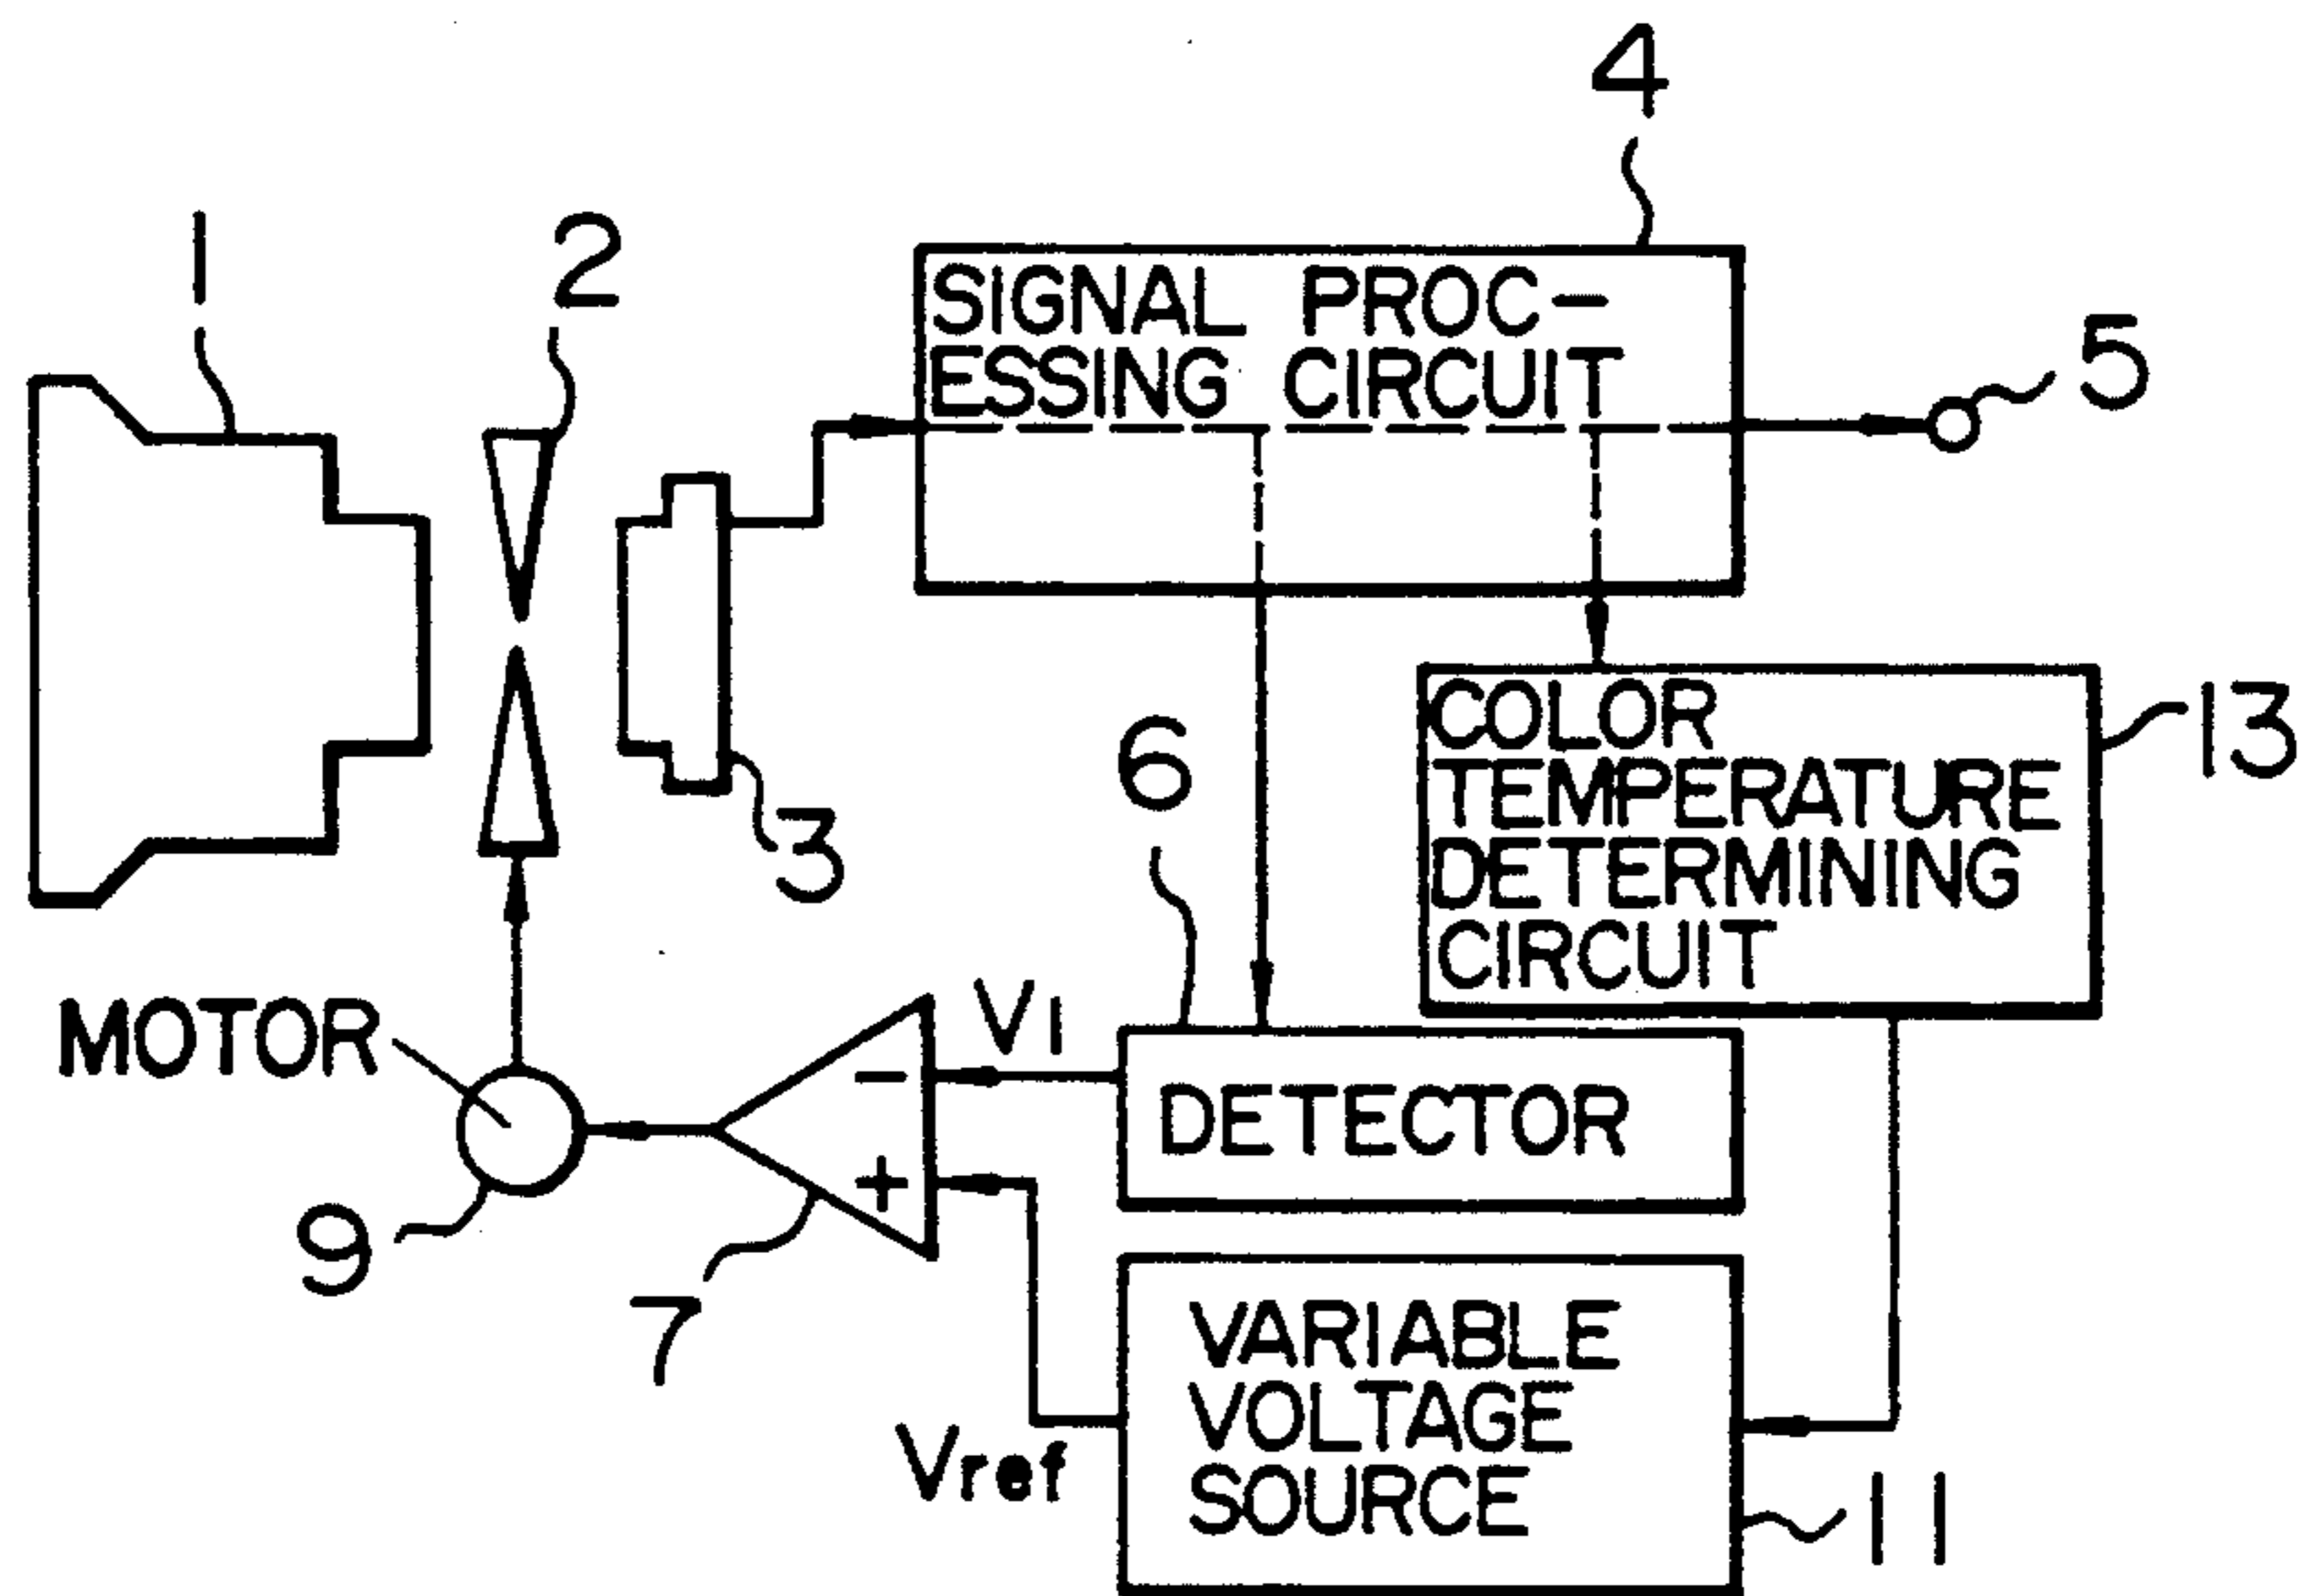 4
1
2
SIGNAL PROC-
ESSING CIRCUIT
5
COLOR
TEMPERATURE
DETERMINING
CIRCUIT
13
6
3
MOTOR
V1
-
DETECTOR
+
9
7
VARIABLE
VOLTAGE
SOURCE
Vref
11